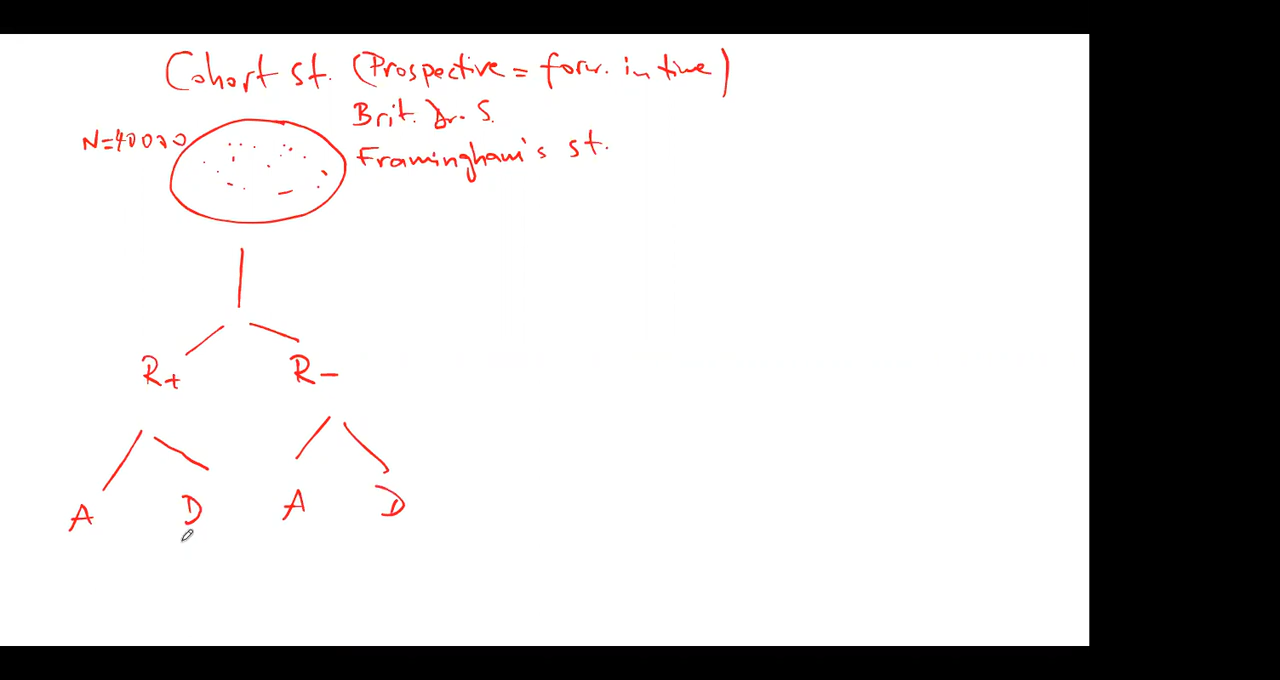 Cohort st. (Prospective = forw. in time)
Brit. Dr. S.
N=40000
Framingham's st.
R+ R-
A D A D